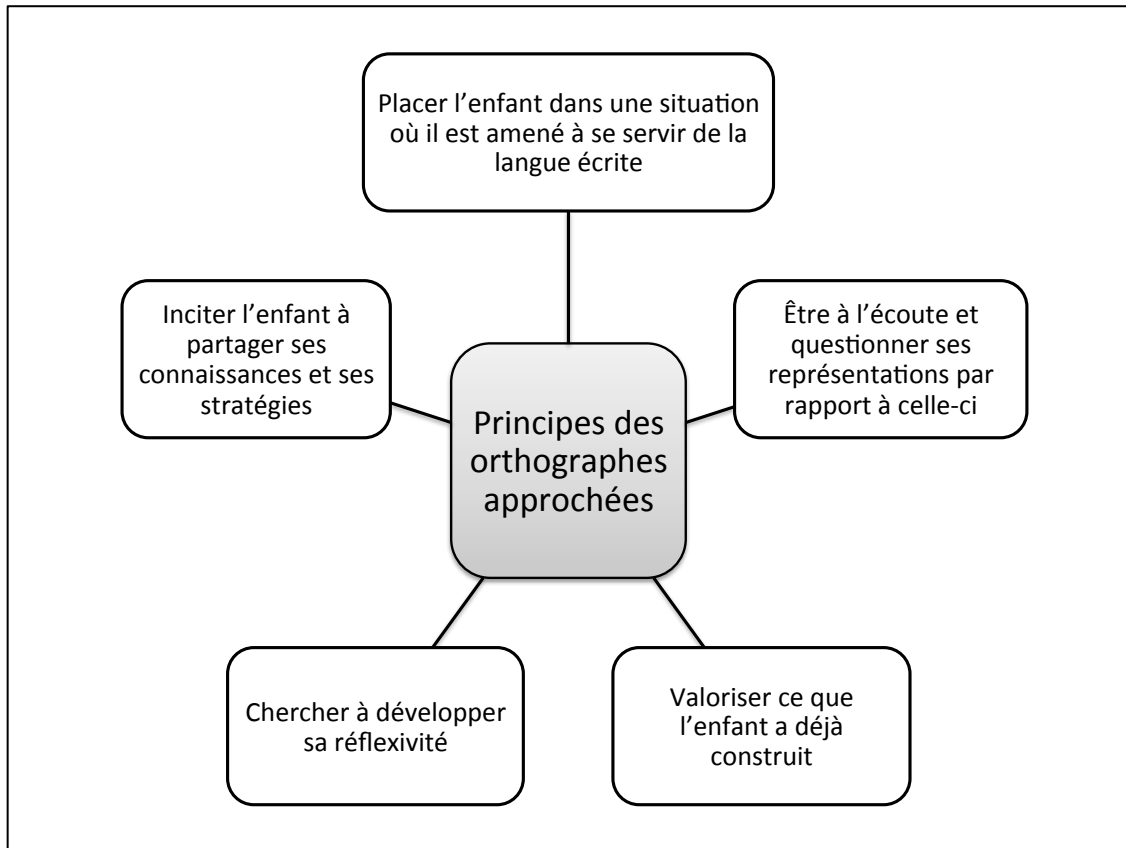 Placer l’enfant dans une situation
où il est amené à se servir de la
langue écrite
Inciter l’enfant à
partager ses
connaissances et ses
stratégies
Être à l’écoute et
questionner ses
représentations par
rapport à celle-ci
Principes des
orthographes
approchées
Chercher à développer
sa réflexivité
Valoriser ce que
l’enfant a déjà
construit